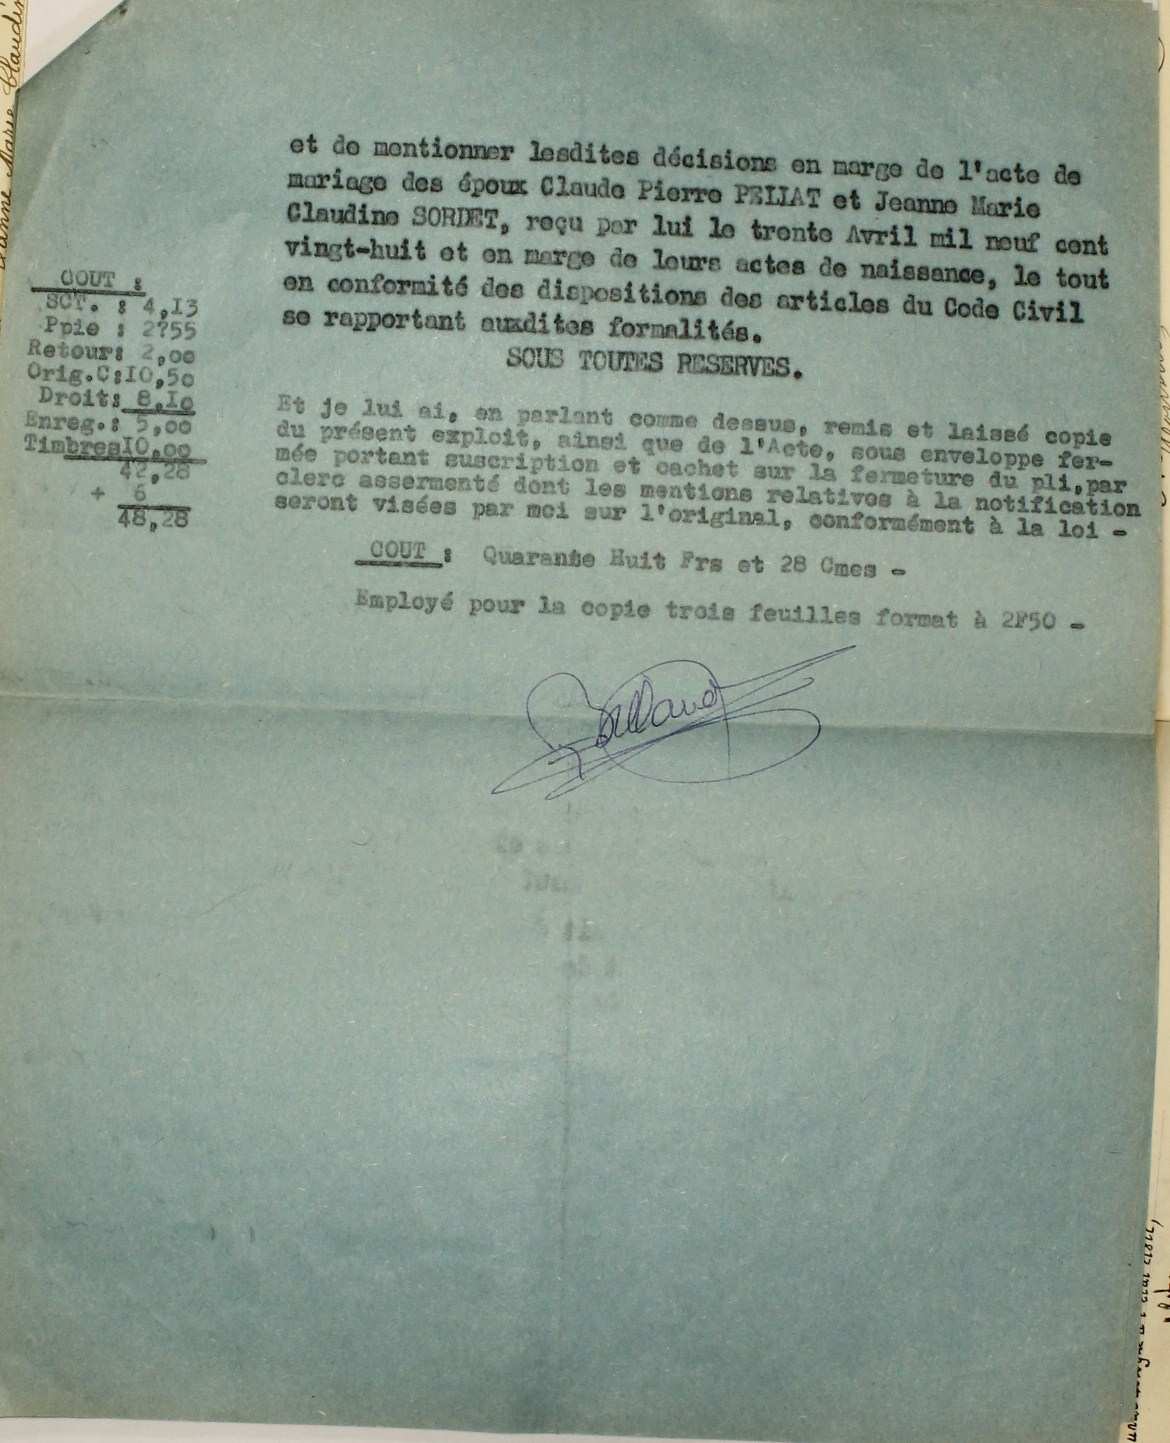 et de mentionner lesdites décisions en marge de l'acte de
mariage des époux Claude Pierre PELIAT et Jeanne Marie
Claudine SORDET, reçu par lui le trente Avril mil neuf cent
vingt-huit et en marge de leurs actes de naissance, le tout
en conformité des dispositions des articles du Code Civil
se rapportant auxdites formalités.
SOUS TOUTES RESERVES.
COUT :
SCT. : 4,I3
Ppie : 2?55
Retour: 2,00
Orig.C:I0,50
Droit: 8,I0
Enreg.: 5,00
TimbresI0,00
42,28
+ 6
48,28
Et je lui ai, en parlant comme dessus, remis et laissé copie
du présent exploit, ainsi que de l'Acte, sous enveloppe fer-
mée portant suscription et cachet sur la fermeture du pli,par
clerc assermenté dont les mentions relatives à la notification
seront visées par moi sur l'original, conformément à la loi -
COUT : Quarante Huit Frs et 28 Cmes -
Employé pour la copie trois feuilles format à 2F50 -